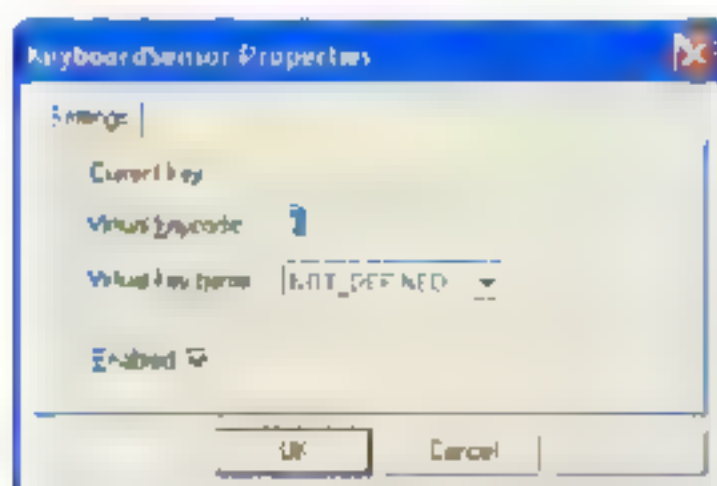 KeyboardSensor Properties
Settings
Current key
Virtual keycode
Virtual key name NOT_DEFINED
Enabled
OK Cancel